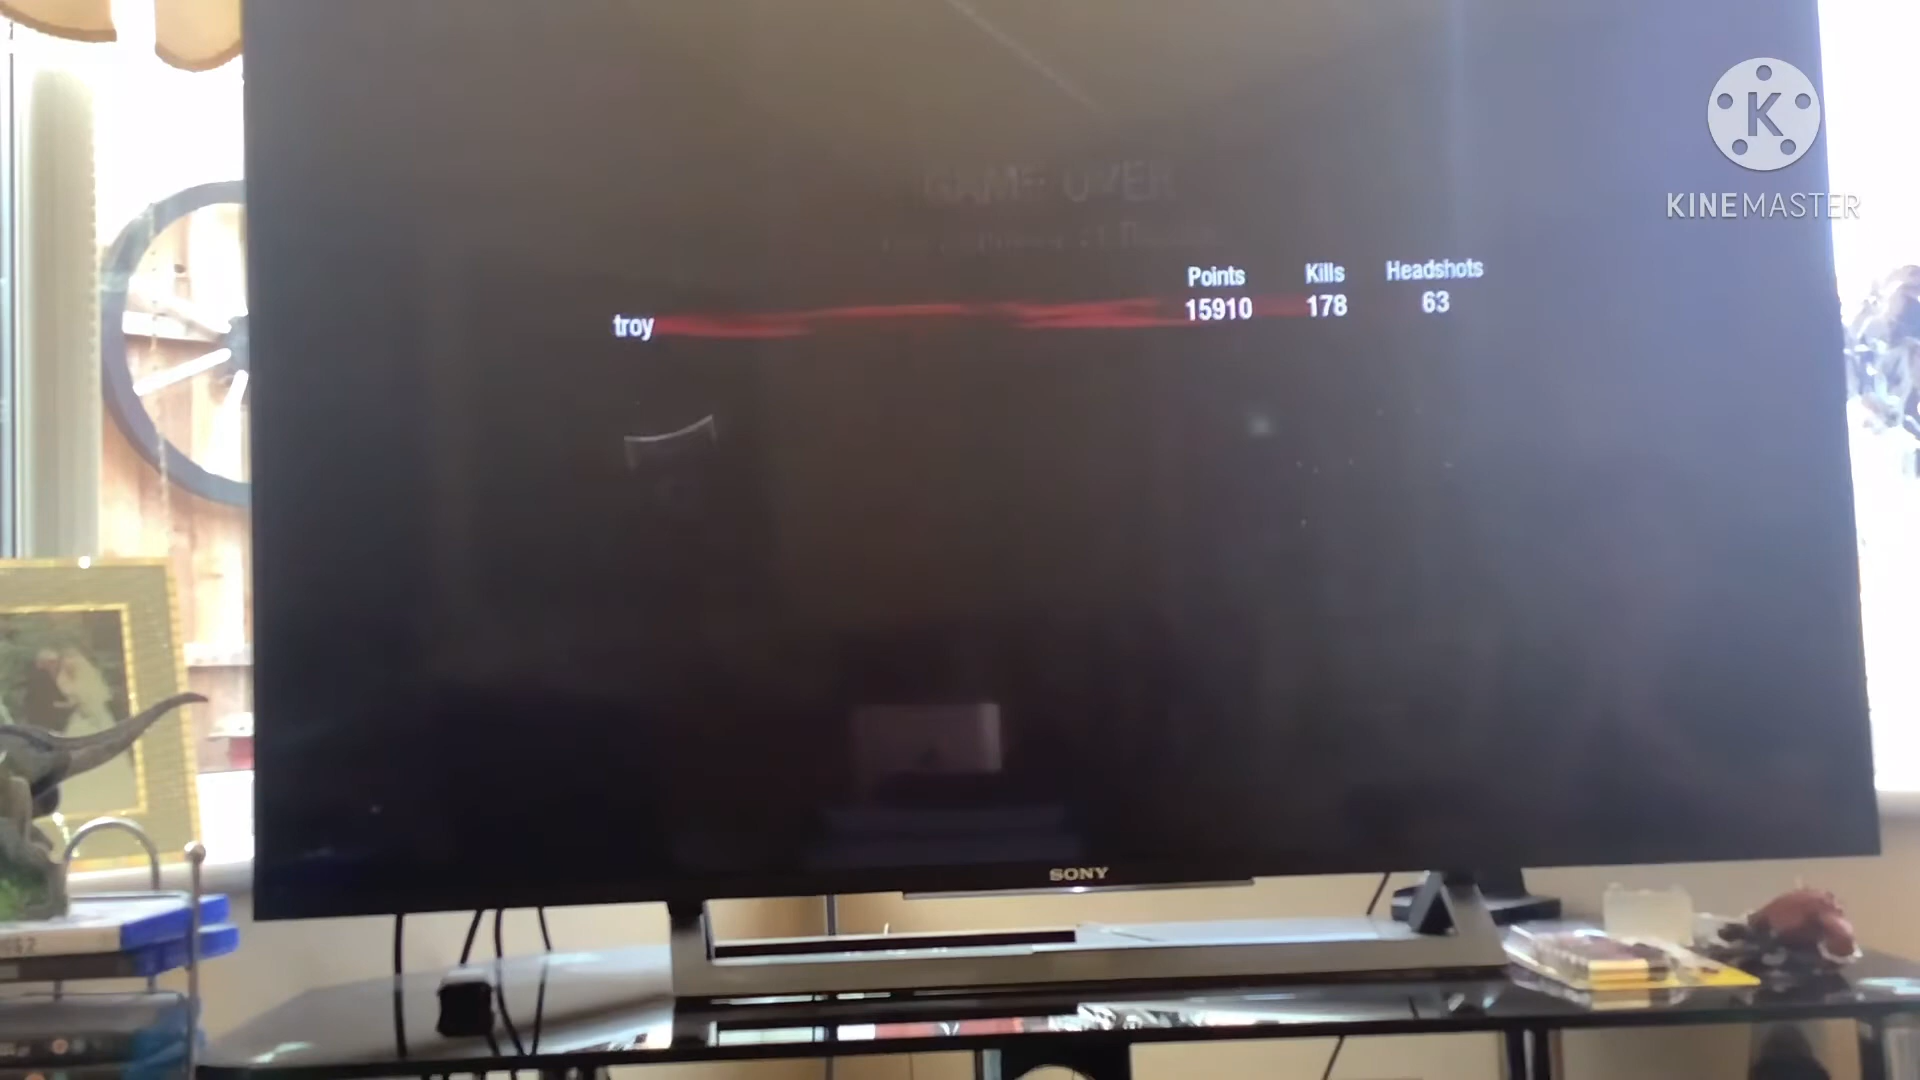 K
KINEMASTER
GAME OVER
Points Kills Headshots
troy 15910 178 63
SONY